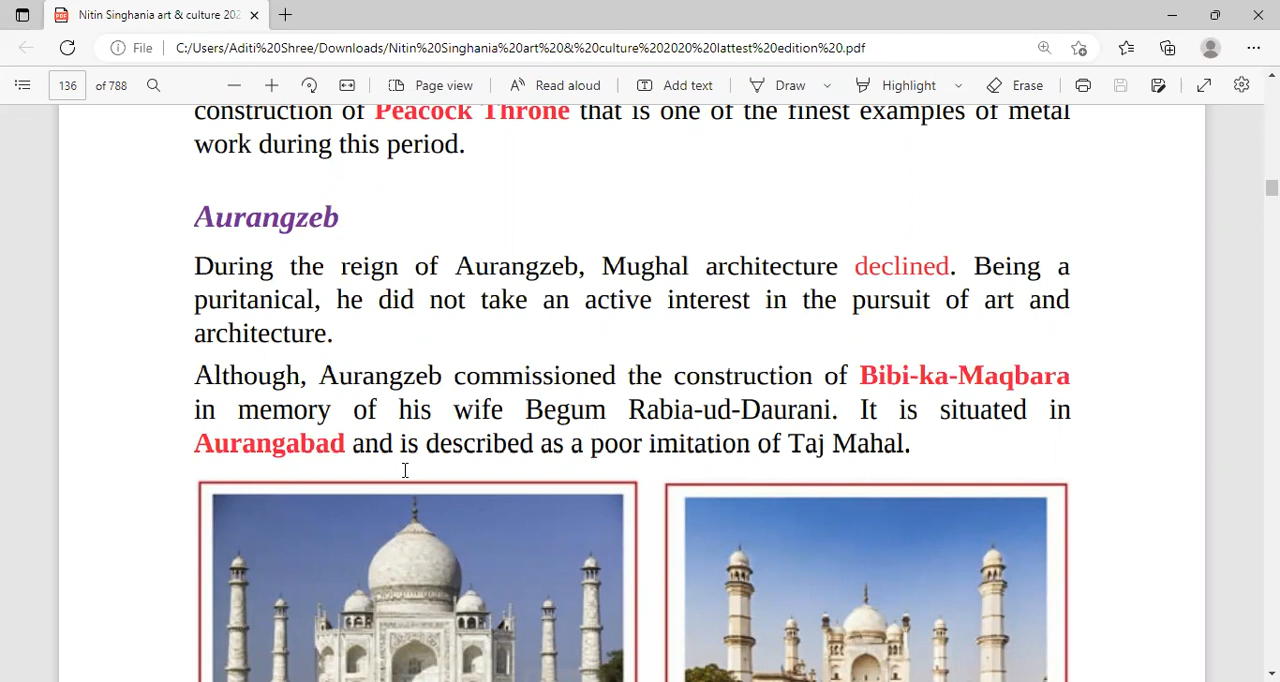 Nitin Singhania art & culture 202
File
C:/Users/Aditi%20Shree/Downloads/Nitin%20Singhania%20art%20&%20culture%202020%20lattest%20edition%20.pdf
136 of 788
Page view
Read aloud
Add text
Draw
Highlight
Erase
construction of Peacock Throne that is one of the finest examples of metal
work during this period.
Aurangzeb
During the reign of Aurangzeb, Mughal architecture declined. Being a
puritanical, he did not take an active interest in the pursuit of art and
architecture.
Although, Aurangzeb commissioned the construction of Bibi-ka-Maqbara
in memory of his wife Begum Rabia-ud-Daurani. It is situated in
Aurangabad and is described as a poor imitation of Taj Mahal.